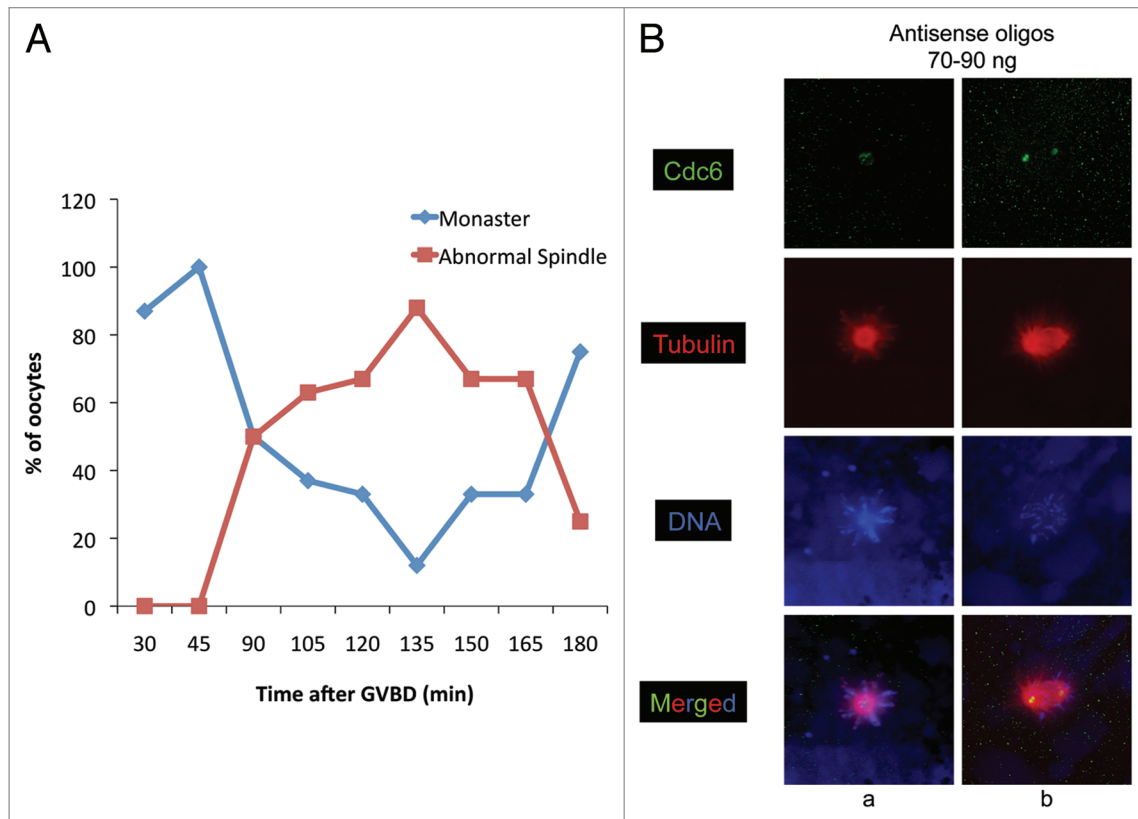 A
120
100
80
60
40
20
0
% of oocytes
Monaster
Abnormal Spindle
30 45 90 105 120 135 150 165 180
Time after GVBD (min)
B
Antisense oligos
70-90 ng
Cdc6
Tubulin
DNA
Merged
a b